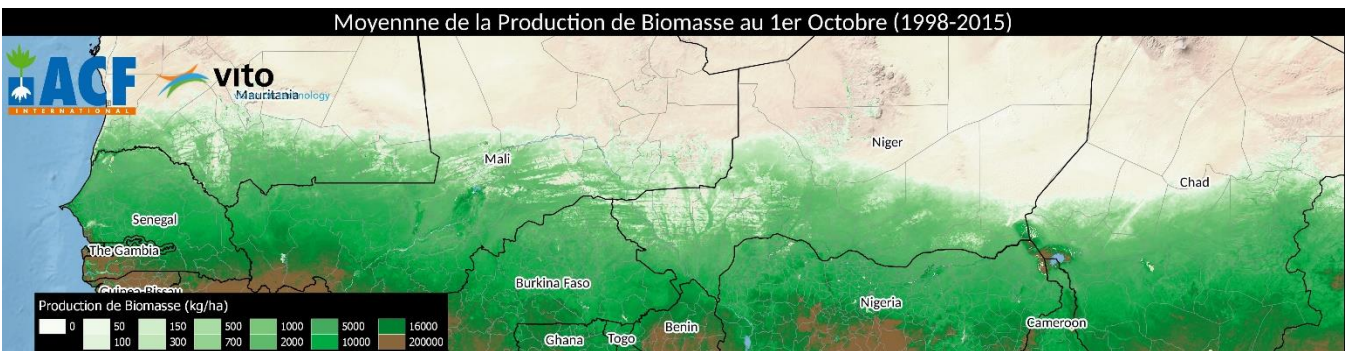 Moyennne de la Production de Biomasse au 1er Octobre (1998-2015)
ACF
INTERNATIONAL
vito
Mauritania
Mali
Niger
Chad
Senegal
The Gambia
Guinea-Bissau
Burkina Faso
Nigeria
Benin
Cameroon
Ghana
Togo
Production de Biomasse (kg/ha)
0 50 150 500 1000 5000 16000
100 300 700 2000 10000 200000